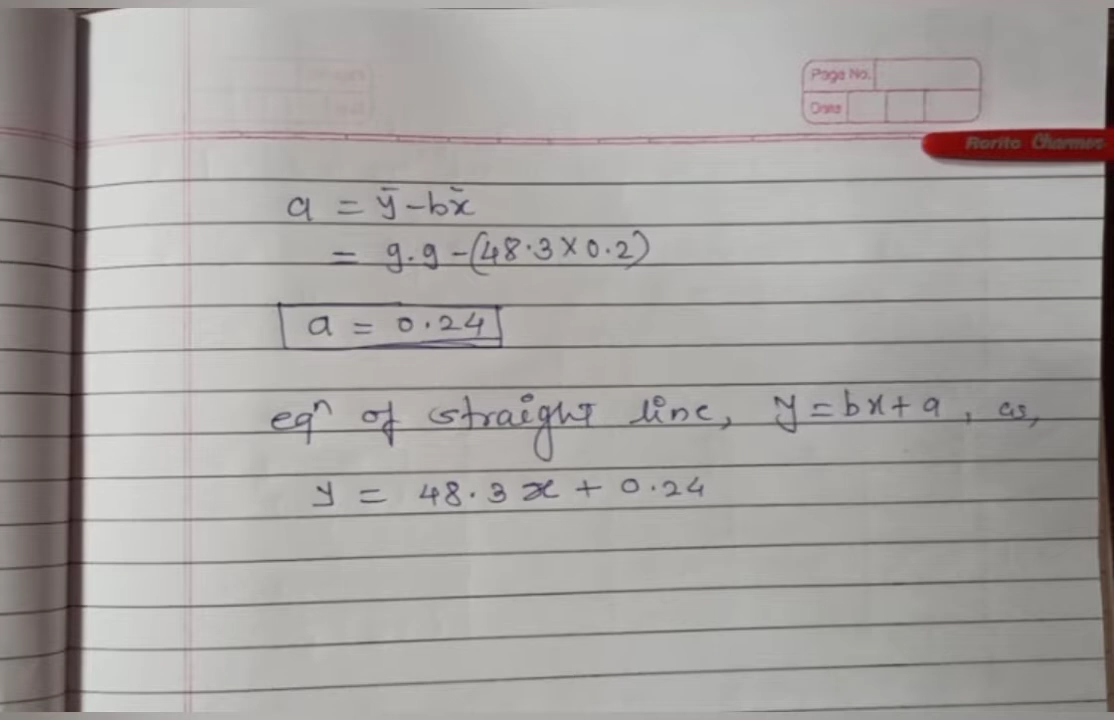 Page No.
Date
Rorito Charmer
a = ȳ - bx̄
= 9.9 - (48.3 × 0.2)
a = 0.24
eqⁿ of straight line, y = bx + a, as,
y = 48.3 x + 0.24